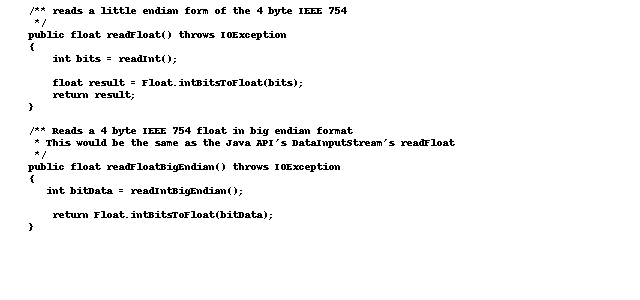 /** reads a little endian form of the 4 byte IEEE 754
 */
public float readFloat() throws IOException
{
    int bits = readInt();

    float result = Float.intBitsToFloat(bits);
    return result;
}

/** Reads a 4 byte IEEE 754 float in big endian format
 * This would be the same as the Java API's DataInputStream's readFloat
 */
public float readFloatBigEndian() throws IOException
{
   int bitData = readIntBigEndian();

    return Float.intBitsToFloat(bitData);
}